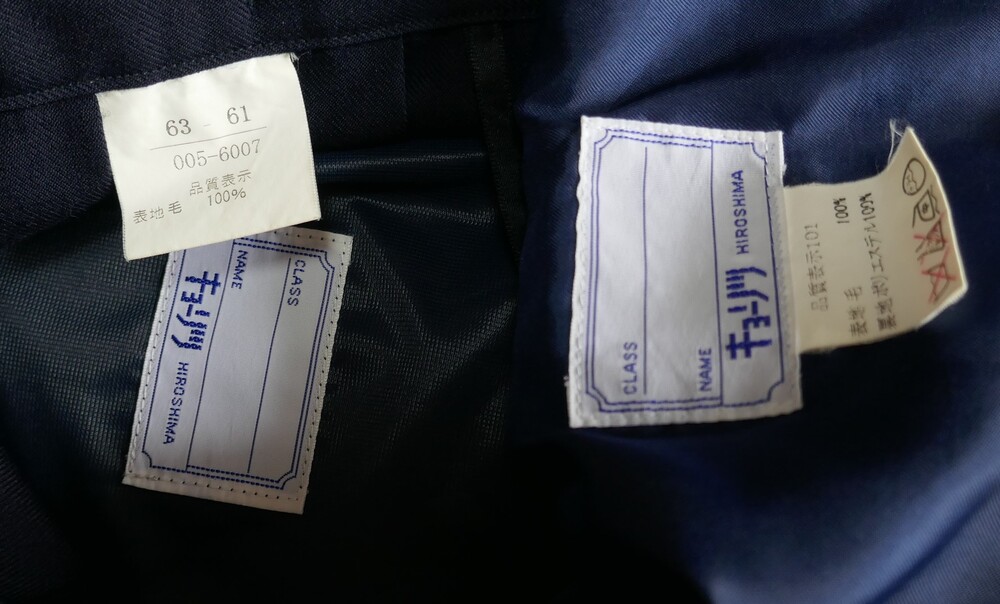 63 - 61
005-6007
品質表示
表地毛 100%
CLASS
NAME
キョーリツ HIROSHIMA
CLASS
NAME
キョーリツ HIROSHIMA
品質表示101
表地 毛 100%
裏地ポリエステル100%